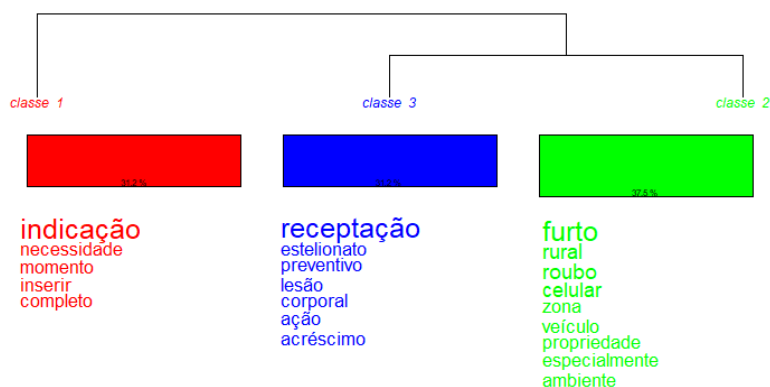 classe 1
classe 3
classe 2
31,2 %
31,2 %
37,5 %
indicação
necessidade
momento
inserir
completo
receptação
estelionato
preventivo
lesão
corporal
ação
acréscimo
furto
rural
roubo
celular
zona
veículo
propriedade
especialmente
ambiente